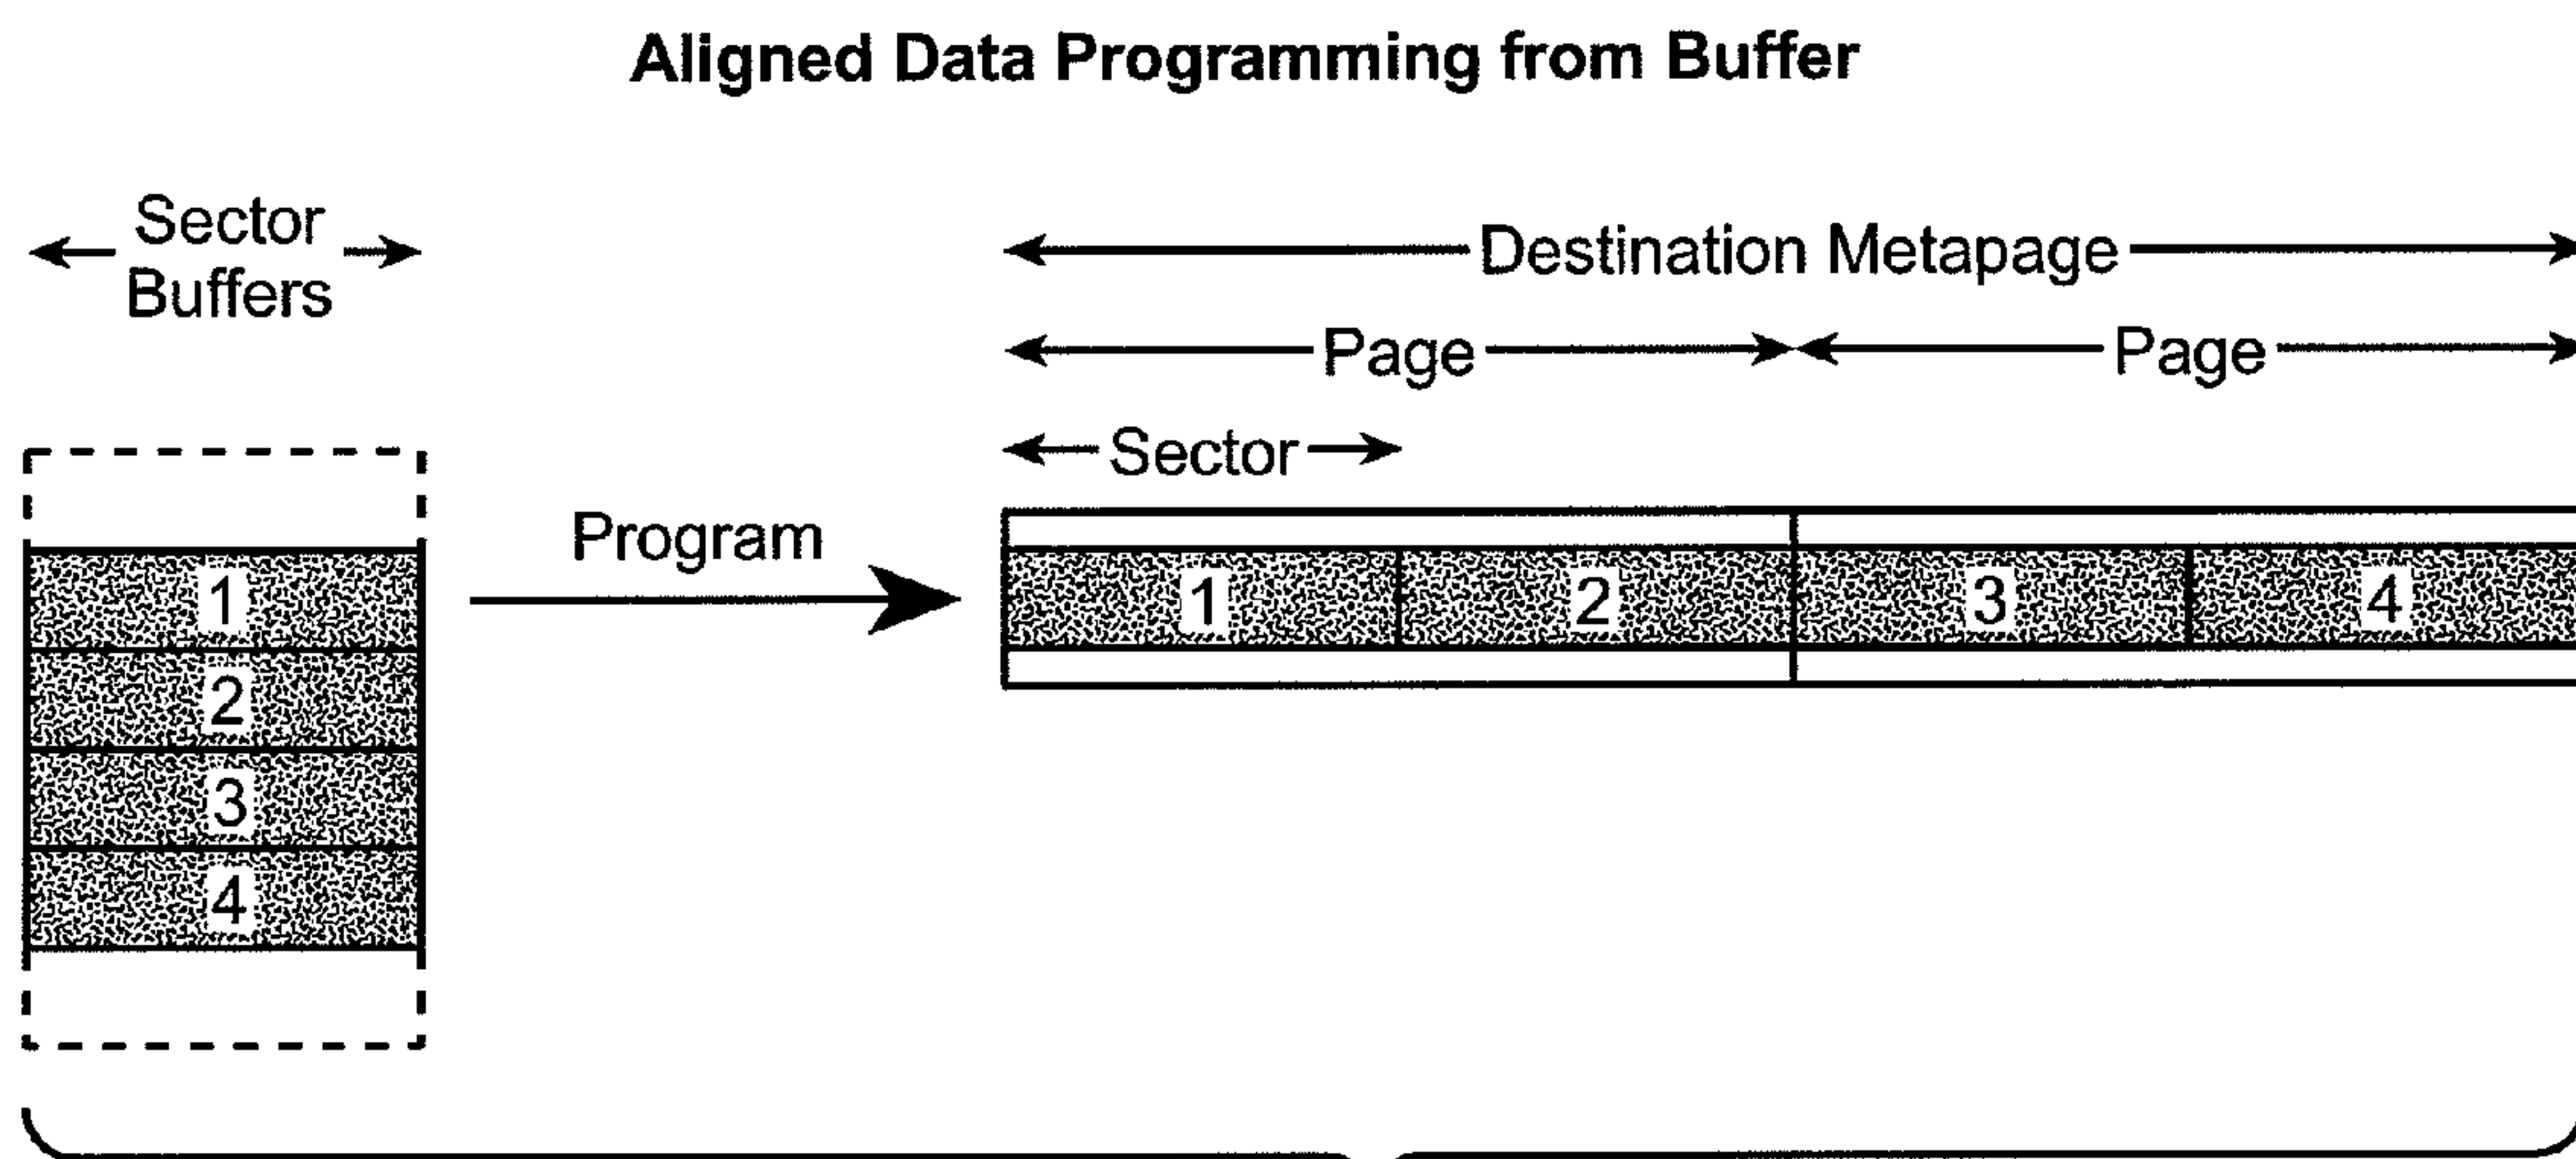 Aligned Data Programming from Buffer
Sector
Buffers
Destination Metapage
Page Page
Sector
Program
1
2
3
4
1 2 3 4